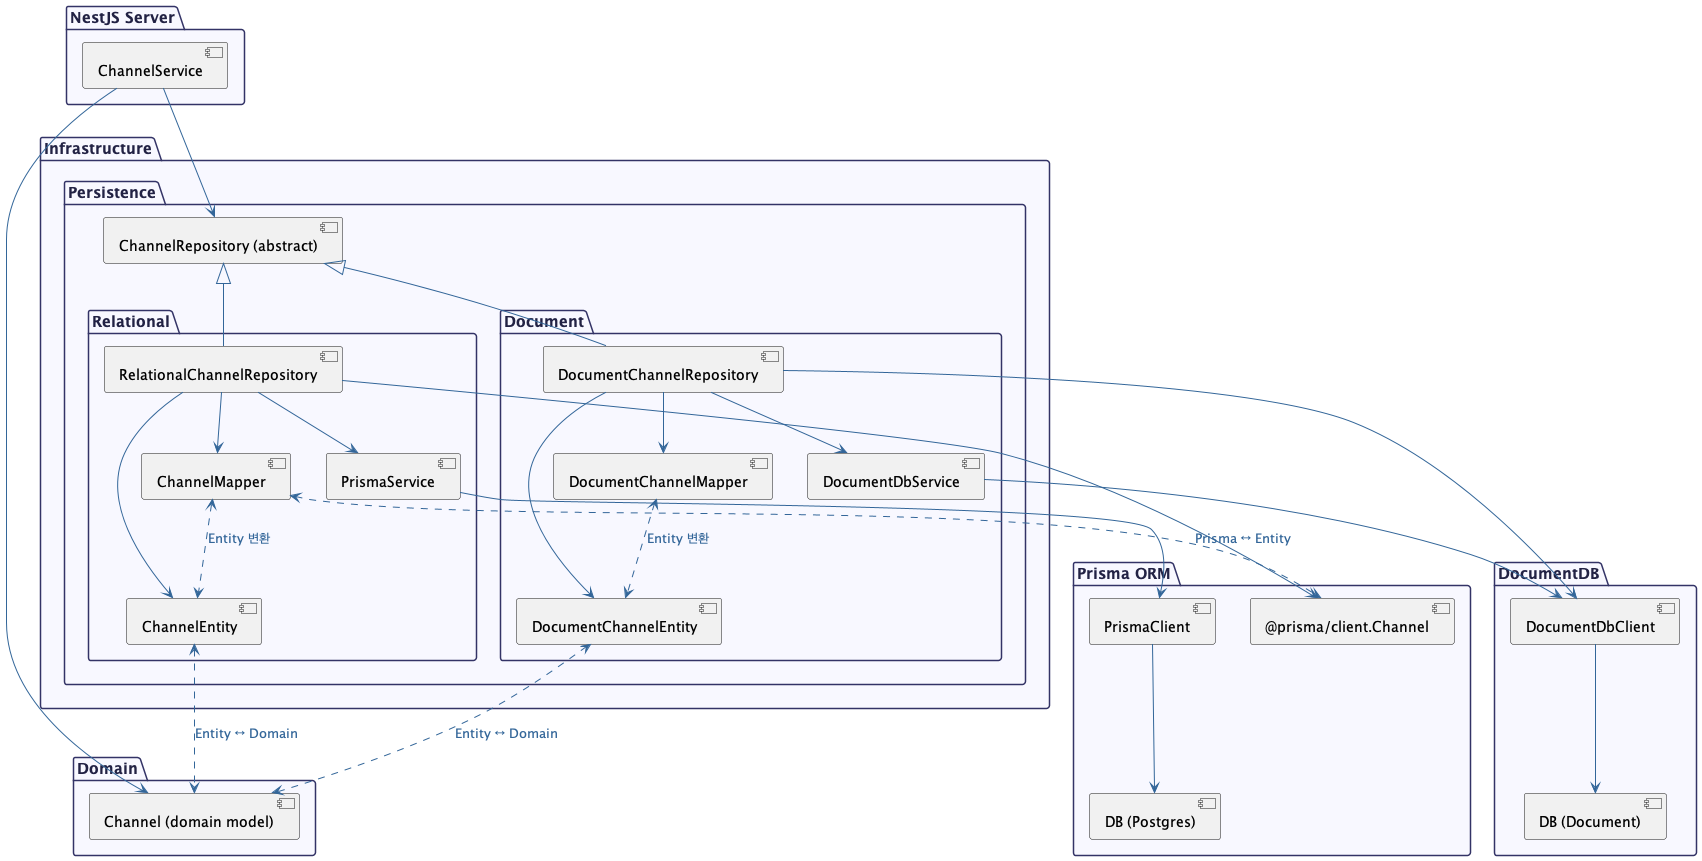 NestJS Server
ChannelService
Infrastructure
Persistence
ChannelRepository (abstract)
Relational
Document
RelationalChannelRepository
DocumentChannelRepository
ChannelMapper
PrismaService
DocumentChannelMapper
DocumentDbService
Entity 변환
Entity 변환
Prisma ↔ Entity
Prisma ORM
DocumentDB
ChannelEntity
DocumentChannelEntity
PrismaClient
@prisma/client.Channel
DocumentDbClient
Entity ↔ Domain
Entity ↔ Domain
Domain
Channel (domain model)
DB (Postgres)
DB (Document)